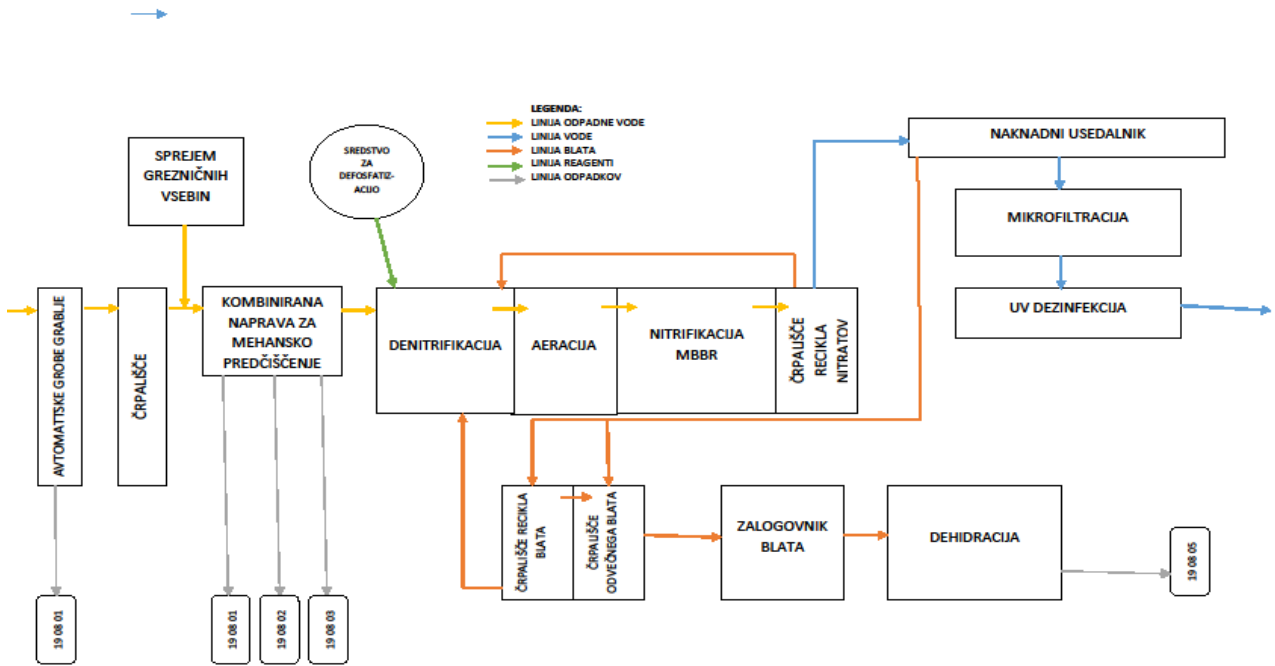 LEGENDA:
LINIJA ODPADNE VODE
LINIJA VODE
LINIJA BLATA
LINIJA REAGENTI
LINIJA ODPADKOV
SPREJEM
GREZNIČNIH
VSEBIN
SREDSTVO
ZA
DEFOSFATIZ-
ACIJO
NAKNADNI USEDALNIK
MIKROFILTRACIJA
UV DEZINFEKCIJA
AVTOMATTSKE GROBE GRABLJE
ČRPALIŠČE
KOMBINIRANA
NAPRAVA ZA
MEHANSKO
PREDČIŠČENJE
DENITRIFIKACIJA
AERACIJA
NITRIFIKACIJA
MBBR
ČRPALIŠČE
RECIKLA
NITRATOV
ČRPALIŠČE RECIKLA
BLATA
ČRPALIŠČE
ODVEČNEGA BLATA
ZALOGOVNIK
BLATA
DEHIDRACIJA
19 08 05
19 08 01
19 08 01
19 08 02
19 08 03